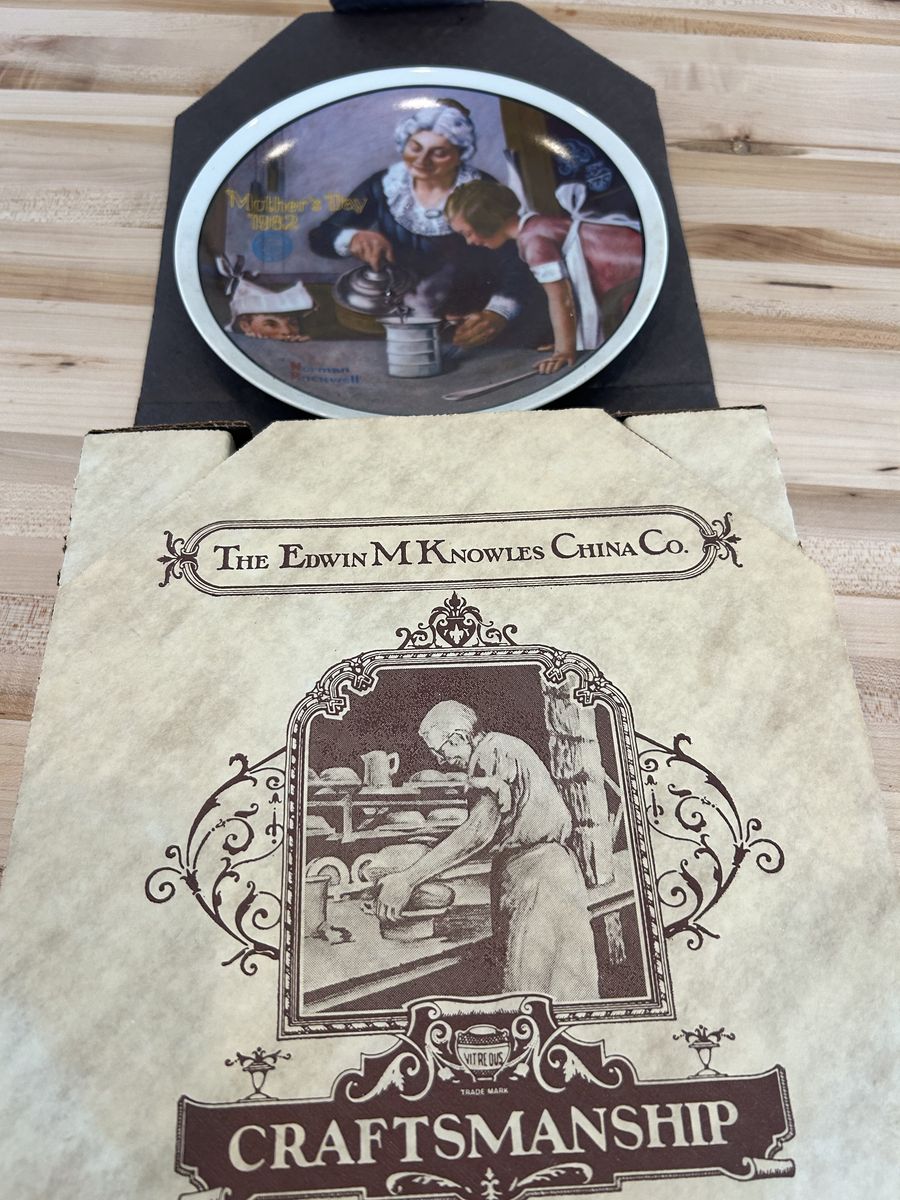 Mother's Day
1982
Norman
Rockwell
THE EDWIN M KNOWLES CHINA CO.
VITREOUS
TRADE MARK
CRAFTSMANSHIP